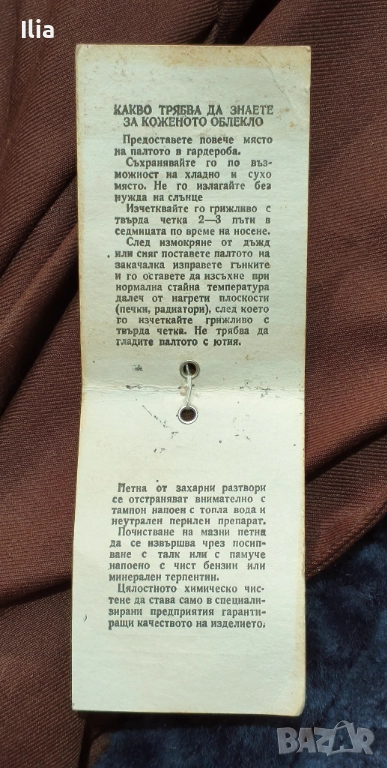 Ilia
КАКВО ТРЯБВА ДА ЗНАЕТЕ
ЗА КОЖЕНОТО ОБЛЕКЛО
Предоставете повече място
на палтото в гардероба.
Съхранявайте го по въз-
можност на хладно и сухо
място. Не го излагайте без
нужда на слънце
Изчетквайте го грижливо с
твърда четка 2—3 пъти в
седмицата по време на носене.
След измокряне от дъжд
или сняг поставете палтото на
закачалка изправете гънките
и го оставете да изсъхне при
нормална стайна температура
далеч от нагрети плоскости
(печки, радиатори), след което
го изчеткайте грижливо с
твърда четка. Не трябва да
гладите палтото с ютия.
Петна от захарни разтвори
се отстраняват внимателно с
тампон напоен с топла вода и
неутрален перилен препарат.
Почистване на мазни петна
да се извършва чрез посип-
ване с талк или с памуче
напоено с чист бензин или
минерален терпентин.
Цялостното химическо чис-
тене да става само в специали-
зирани предприятия гаранти-
ращи качеството на изделието.
BAZAR